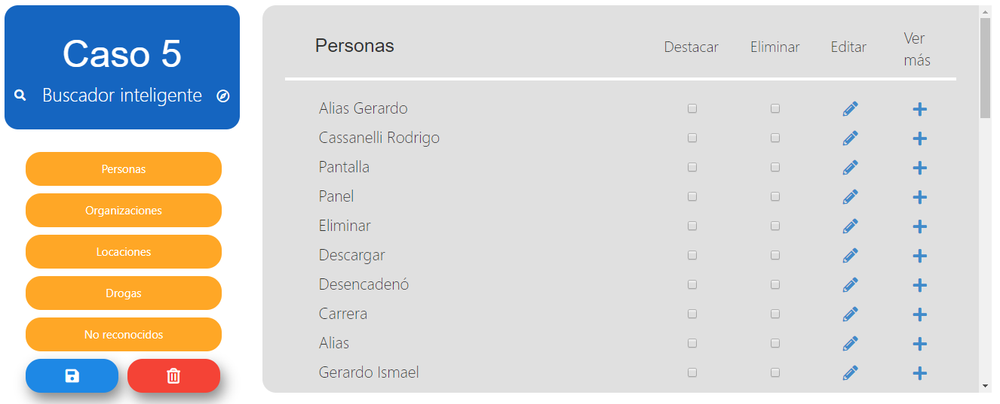 Caso 5
Buscador inteligente
Personas
Organizaciones
Locaciones
Drogas
No reconocidos
Personas Destacar Eliminar Editar Ver más
Alias Gerardo
Cassanelli Rodrigo
Pantalla
Panel
Eliminar
Descargar
Desencadenó
Carrera
Alias
Gerardo Ismael